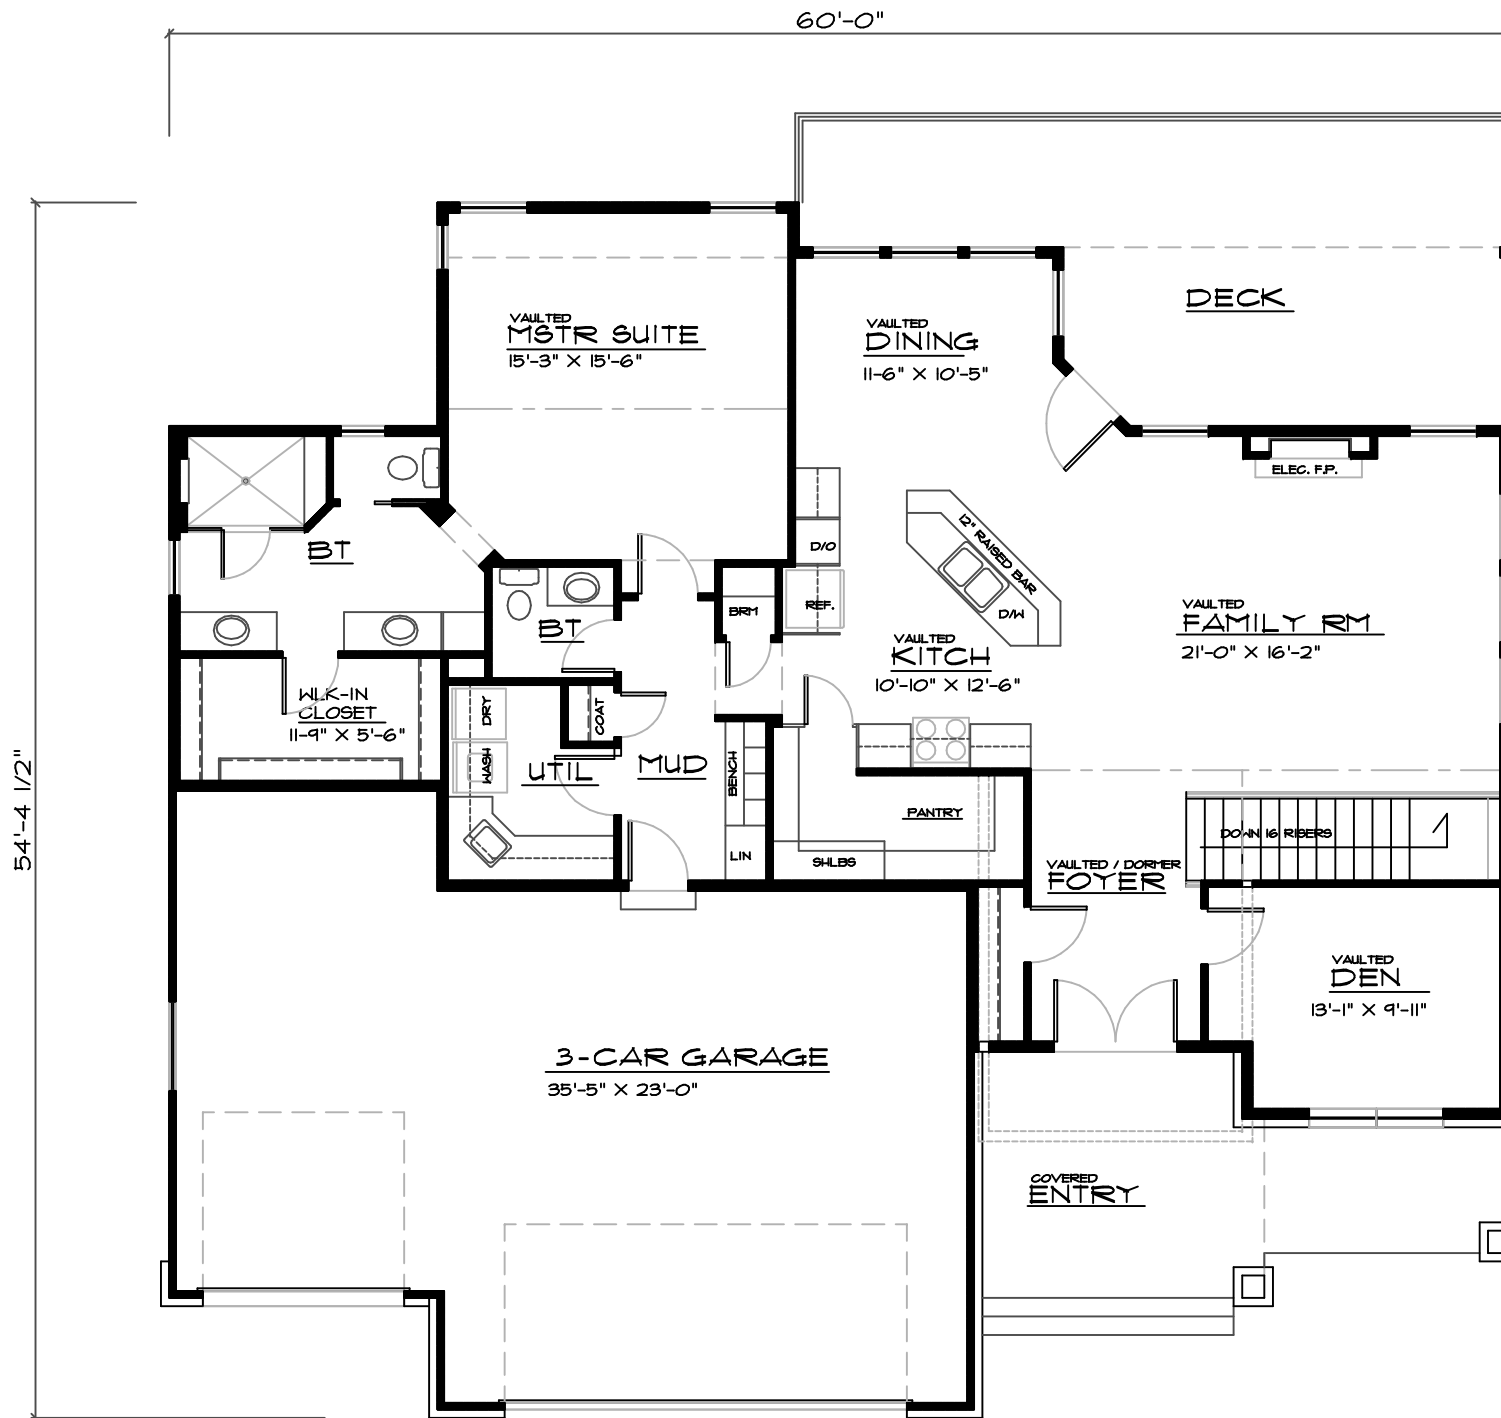 60'-0"
DECK
VAULTED
MSTR SUITE
15'-3" X 15'-6"
VAULTED
DINING
11-6" X 10'-5"
ELEC. F.P.
BT
D/O
12" RAISED BAR
D/W
REF.
BRM
BT
VAULTED
FAMILY RM
21'-0" X 16'-2"
VAULTED
KITCH
10'-10" X 12'-6"
WLK-IN
CLOSET
11-9" X 5'-6"
DRY
COAT
WASH
UTIL
MUD
BENCH
54'-4 1/2"
PANTRY
DOWN 16 RISERS
LIN
SHLBS
VAULTED / DORMER
FOYER
VAULTED
DEN
13'-1" X 9'-11"
3-CAR GARAGE
35'-5" X 23'-0"
COVERED
ENTRY